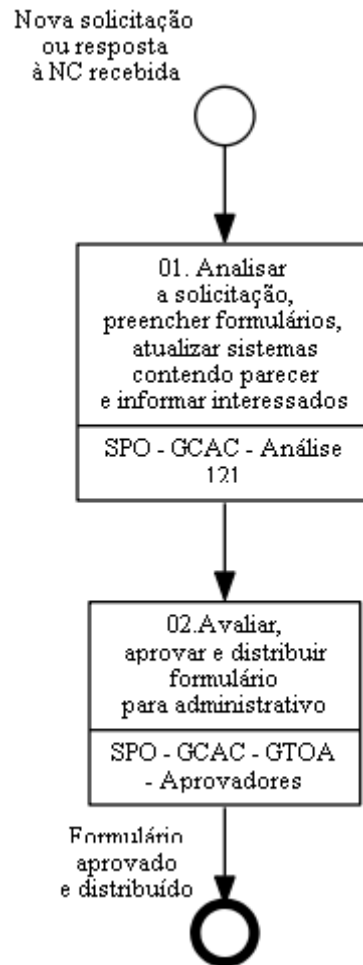 Nova solicitação
ou resposta
à NC recebida
01. Analisar
a solicitação,
preencher formulários,
atualizar sistemas
contendo parecer
e informar interessados
SPO - GCAC - Análise
121
02.Avaliar,
aprovar e distribuir
formulário
para administrativo
SPO - GCAC - GTOA
- Aprovadores
Formulário
aprovado
e distribuído